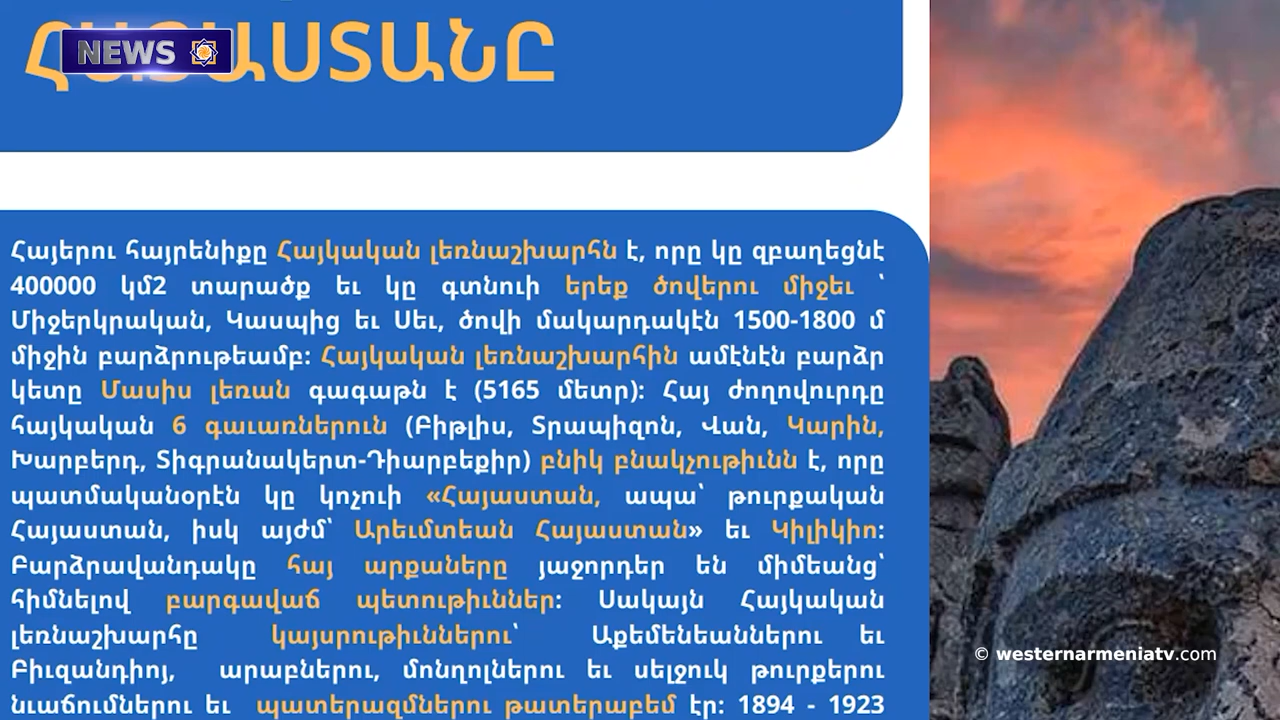 NEWS
Հայերու հայրենիքը Հայկական լեռնաշխարհն է, որը կը զբաղեցնէ
400000 կմ2 տարածք եւ կը գտնուի երեք ծովերու միջեւ ՝
Միջերկրական, Կասպից եւ Սեւ, ծովի մակարդակէն 1500-1800 մ
միջին բարձրութեամբ: Հայկական լեռնաշխարհին ամէնէն բարձր
կետը Մասիս լեռան գագաթն է (5165 մետր): Հայ ժողովուրդը
հայկական 6 գաւառներուն (Բիթլիս, Տրապիզոն, Վան, Կարին,
Խարբերդ, Տիգրանակերտ-Դիարբեքիր) բնիկ բնակչութիւնն է, որը
պատմականօրէն կը կոչուի «Հայաստան, ապա՝ թուրքական
Հայաստան, իսկ այժմ՝ Արեւմտեան Հայաստան» եւ Կիլիկիո:
Բարձրավանդակը հայ արքաները յաջորդեր են միմեանց՝
հիմնելով բարգավաճ պետութիւններ: Սակայն Հայկական
լեռնաշխարհը կայսրութիւններու՝ Աքեմենեաններու եւ
Բիւզանդիոյ, արաբներու, մոնղոլներու եւ սելջուկ թուրքերու
նւաճումներու եւ պատերազմներու թատերաբեմ էր: 1894 - 1923
© westernarmeniatv.com